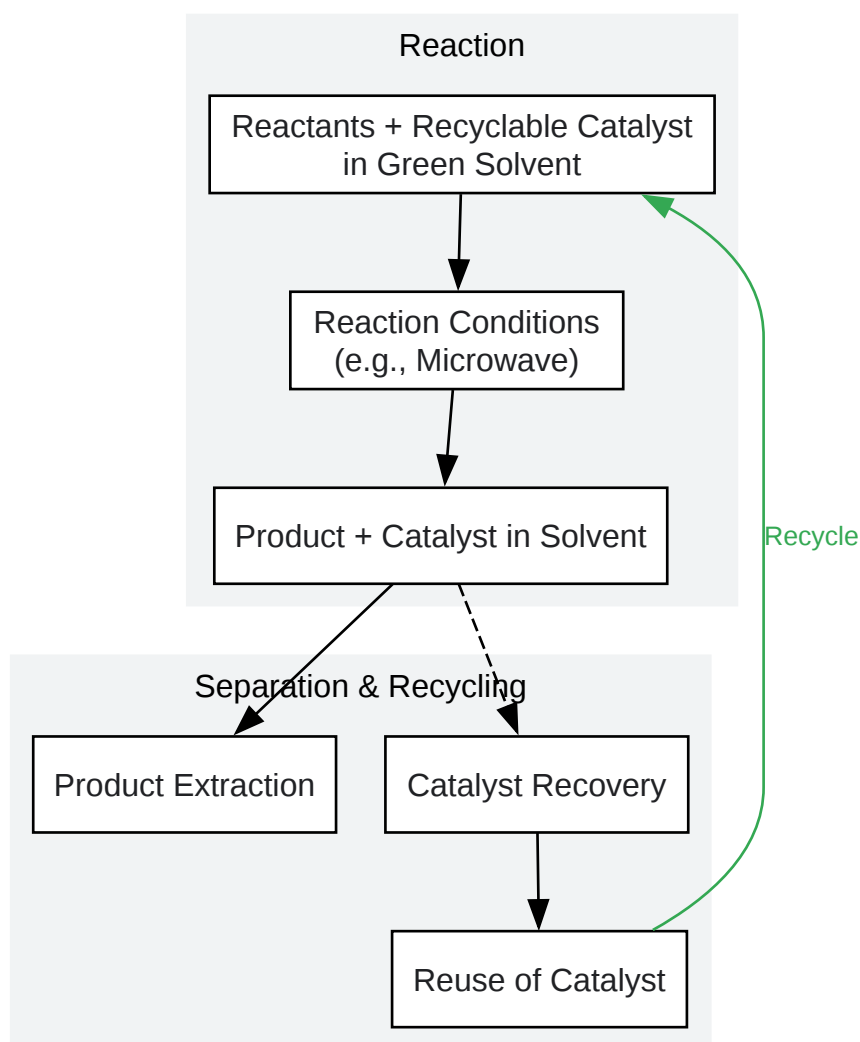 Reaction
Reactants + Recyclable Catalyst
in Green Solvent
Reaction Conditions
(e.g., Microwave)
Product + Catalyst in Solvent
Recycle
Separation & Recycling
Product Extraction
Catalyst Recovery
Reuse of Catalyst